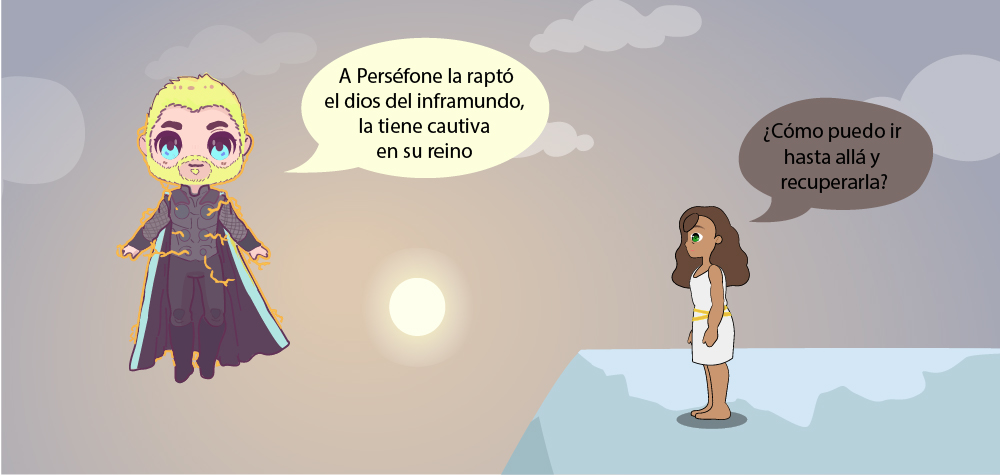 A Perséfone la raptó
el dios del inframundo,
la tiene cautiva
en su reino
¿Cómo puedo ir
hasta allá y
recuperarla?